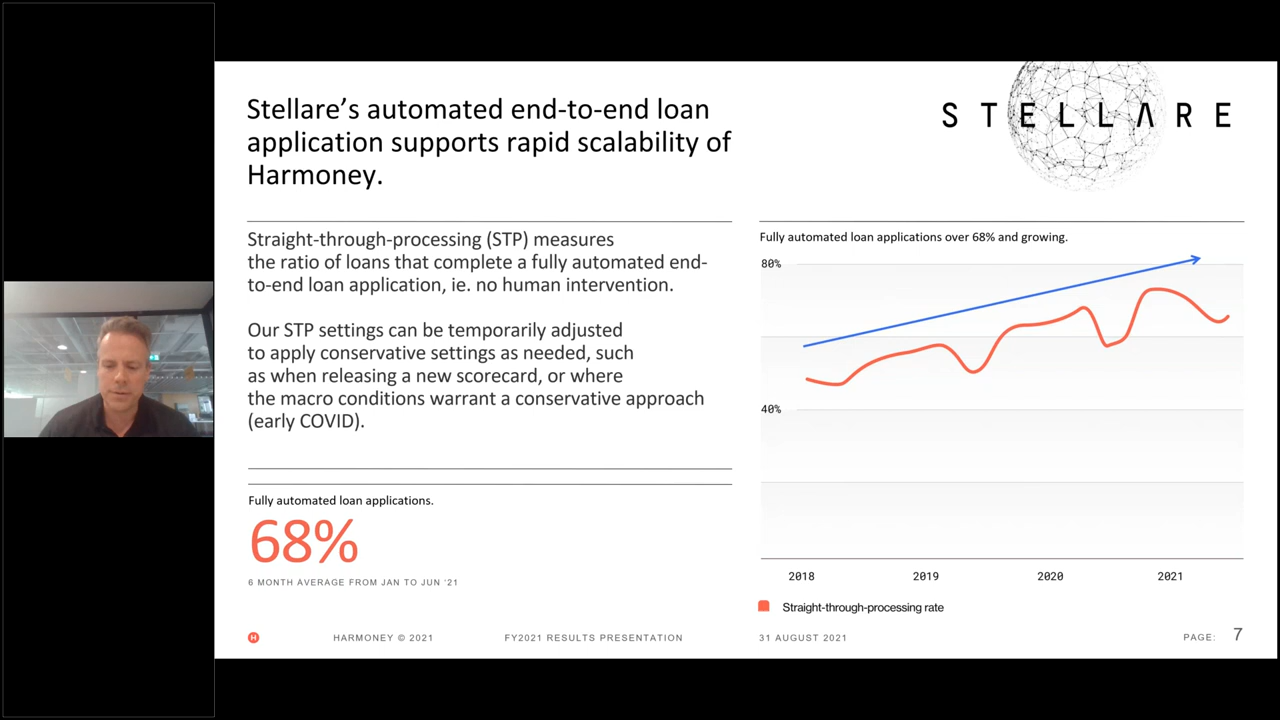 Stellare’s automated end-to-end loan
application supports rapid scalability of
Harmoney.
STELLARE
Straight-through-processing (STP) measures
the ratio of loans that complete a fully automated end-
to-end loan application, ie. no human intervention.
Our STP settings can be temporarily adjusted
to apply conservative settings as needed, such
as when releasing a new scorecard, or where
the macro conditions warrant a conservative approach
(early COVID).
Fully automated loan applications.
68%
6 MONTH AVERAGE FROM JAN TO JUN ‘21
Fully automated loan applications over 68% and growing.
80%
40%
2018 2019 2020 2021
Straight-through-processing rate
H HARMONEY © 2021 FY2021 RESULTS PRESENTATION 31 AUGUST 2021 PAGE: 7